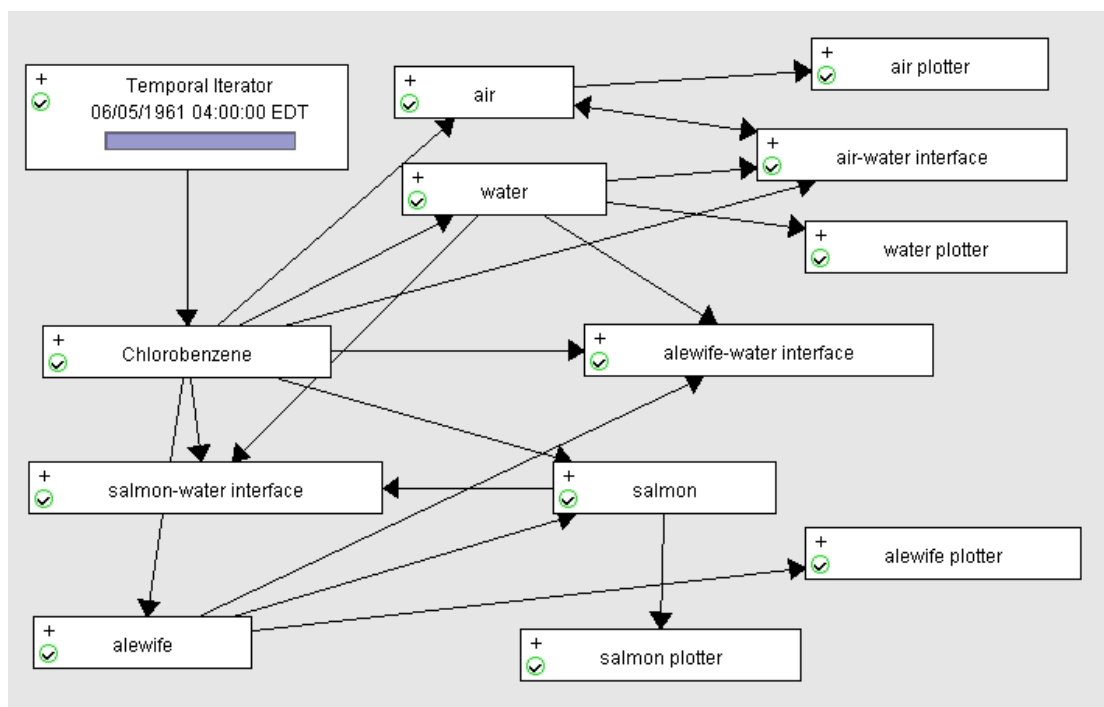 +
Temporal Iterator
06/05/1961 04:00:00 EDT
+
air
+
air plotter
+
air-water interface
+
water
+
water plotter
+
Chlorobenzene
+
alewife-water interface
+
salmon-water interface
+
salmon
+
alewife plotter
+
alewife
+
salmon plotter